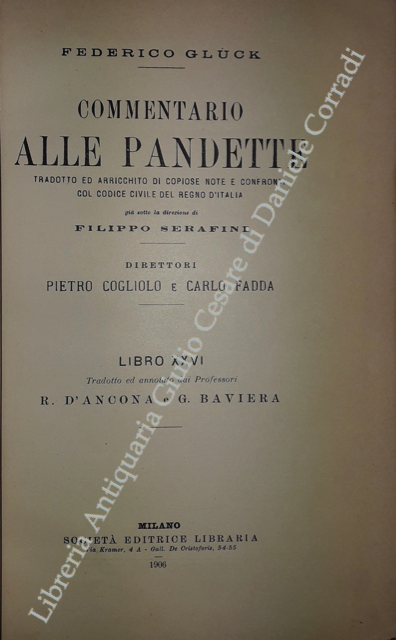 FEDERICO GLÜCK
COMMENTARIO
ALLE PANDETTE
TRADOTTO ED ARRICCHITO DI COPIOSE NOTE E CONFRONTI
COL CODICE CIVILE DEL REGNO D'ITALIA
già sotto la direzione di
FILIPPO SERAFINI
DIRETTORI
PIETRO COGLIOLO E CARLO FADDA
LIBRO XXVI
Tradotto ed annotato dai Professori
R. D'ANCONA e G. BAVIERA
MILANO
SOCIETÀ EDITRICE LIBRARIA
Via Kramer, 4 A - Gall. De Cristoforis, 54-55
1906
Libreria Antiquaria Giulio Cesare di Daniele Corradi